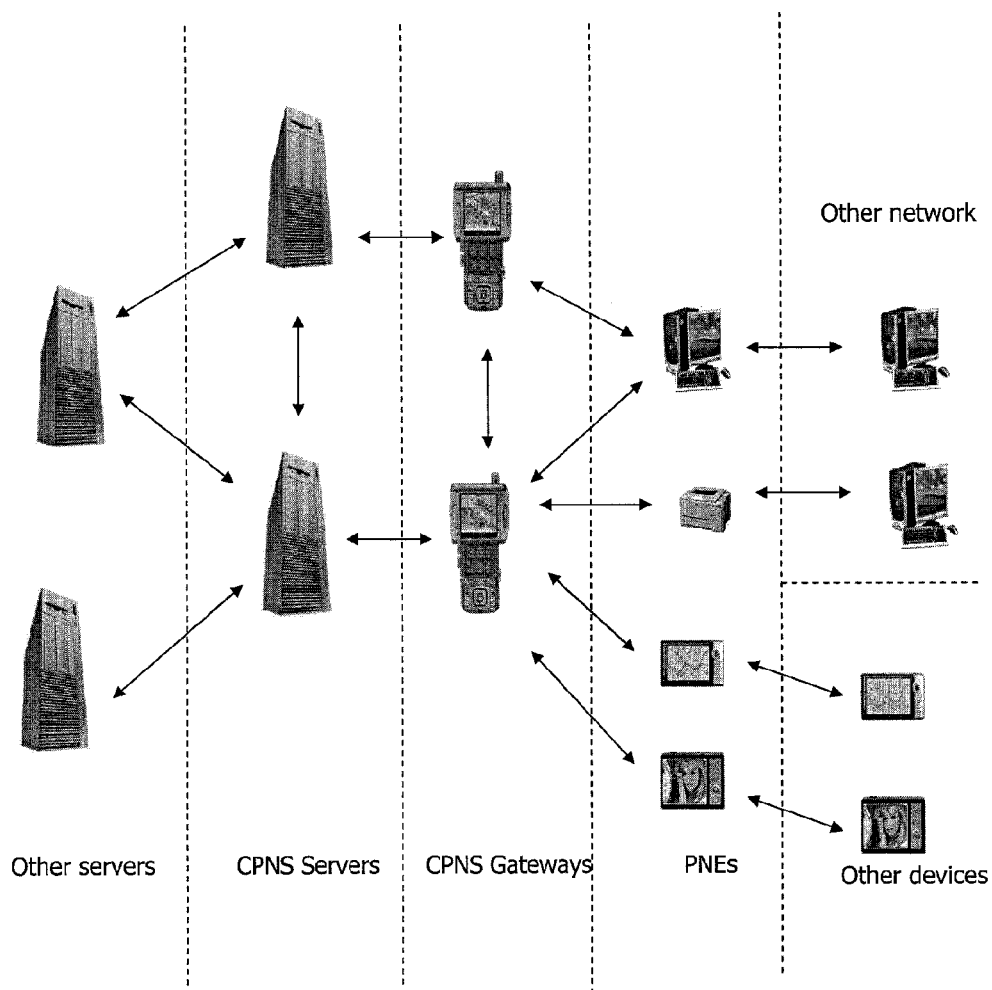 Other network
Other servers
CPNS Servers
CPNS Gateways
PNEs
Other devices